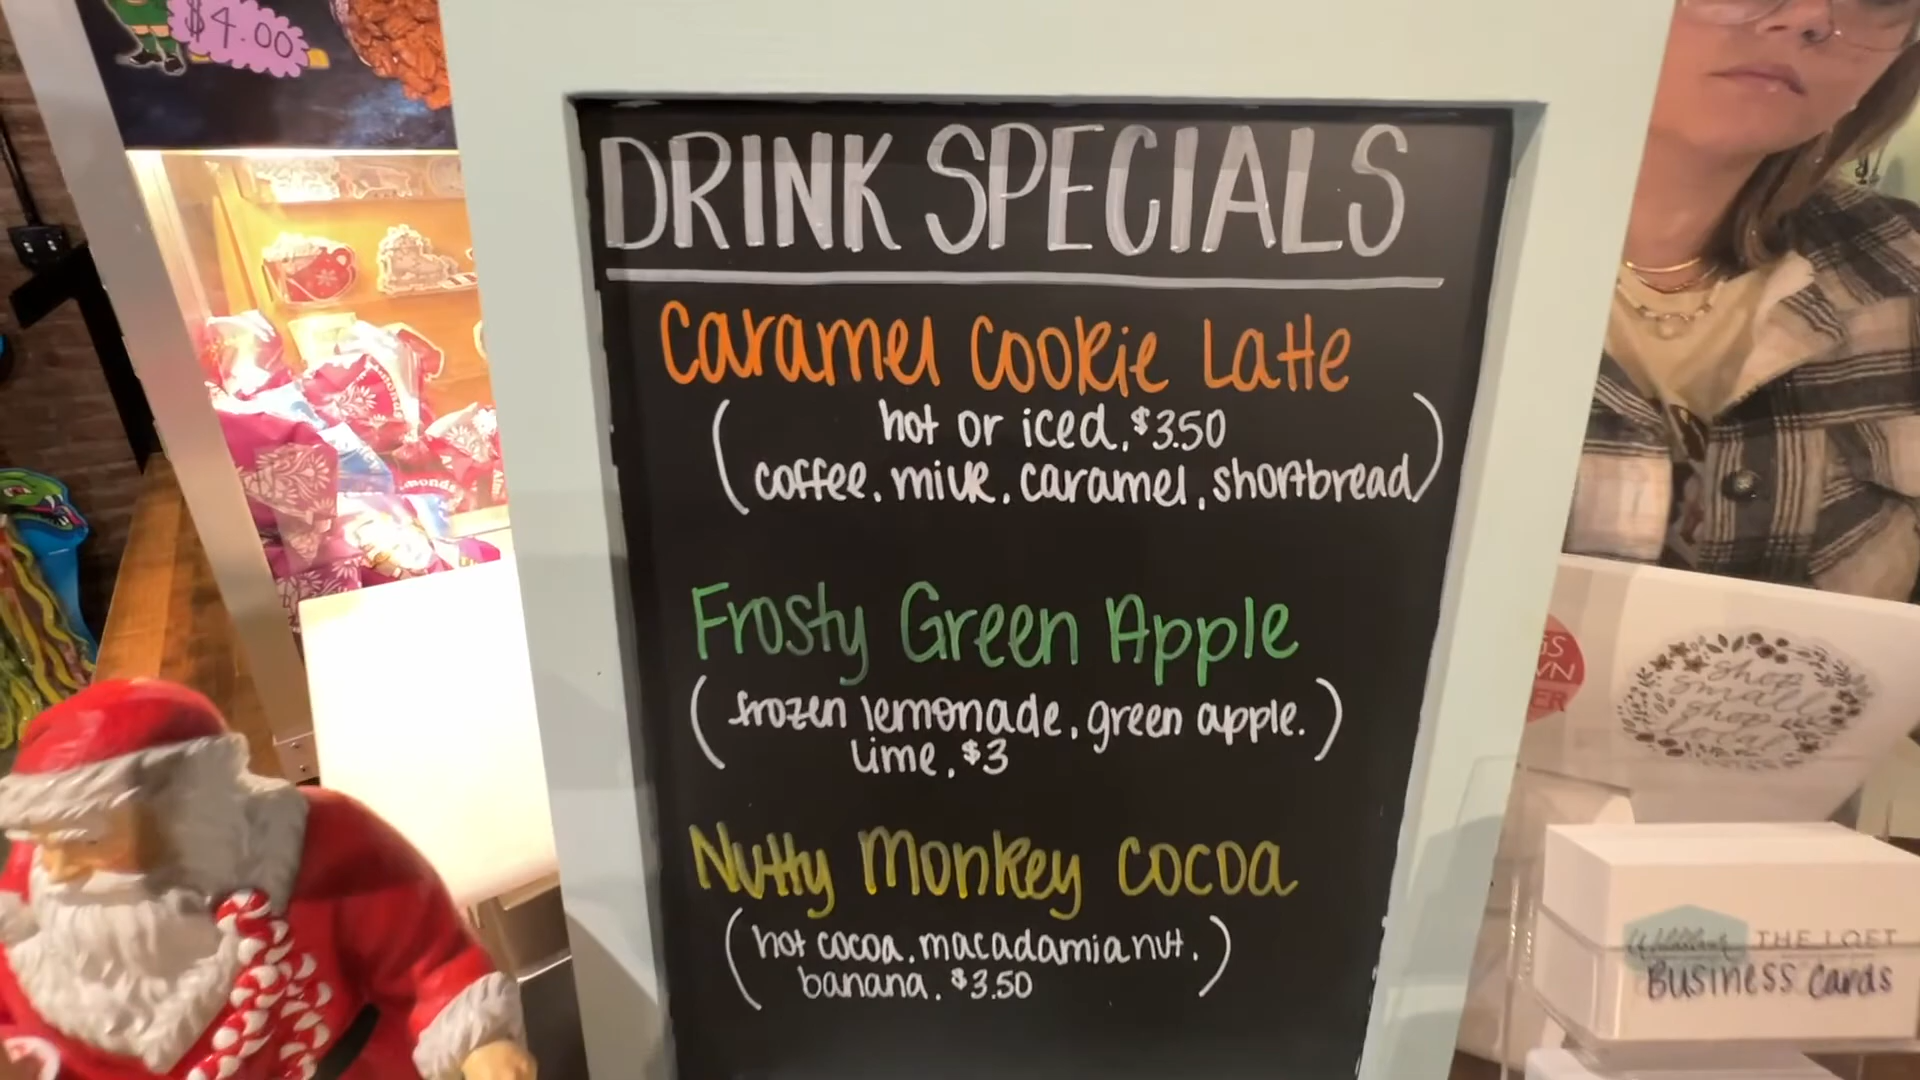 $4.00
DRINK SPECIALS
Caramel Cookie Latte
(hot or iced, $3.50
coffee, milk, caramel, shortbread)
Frosty Green Apple
(frozen lemonade, green apple,)
lime, $3
Nutty Monkey Cocoa
(hot cocoa, macadamia nut,)
banana, $3.50
shop
small
shop
local
THE LOFT
Business Cards